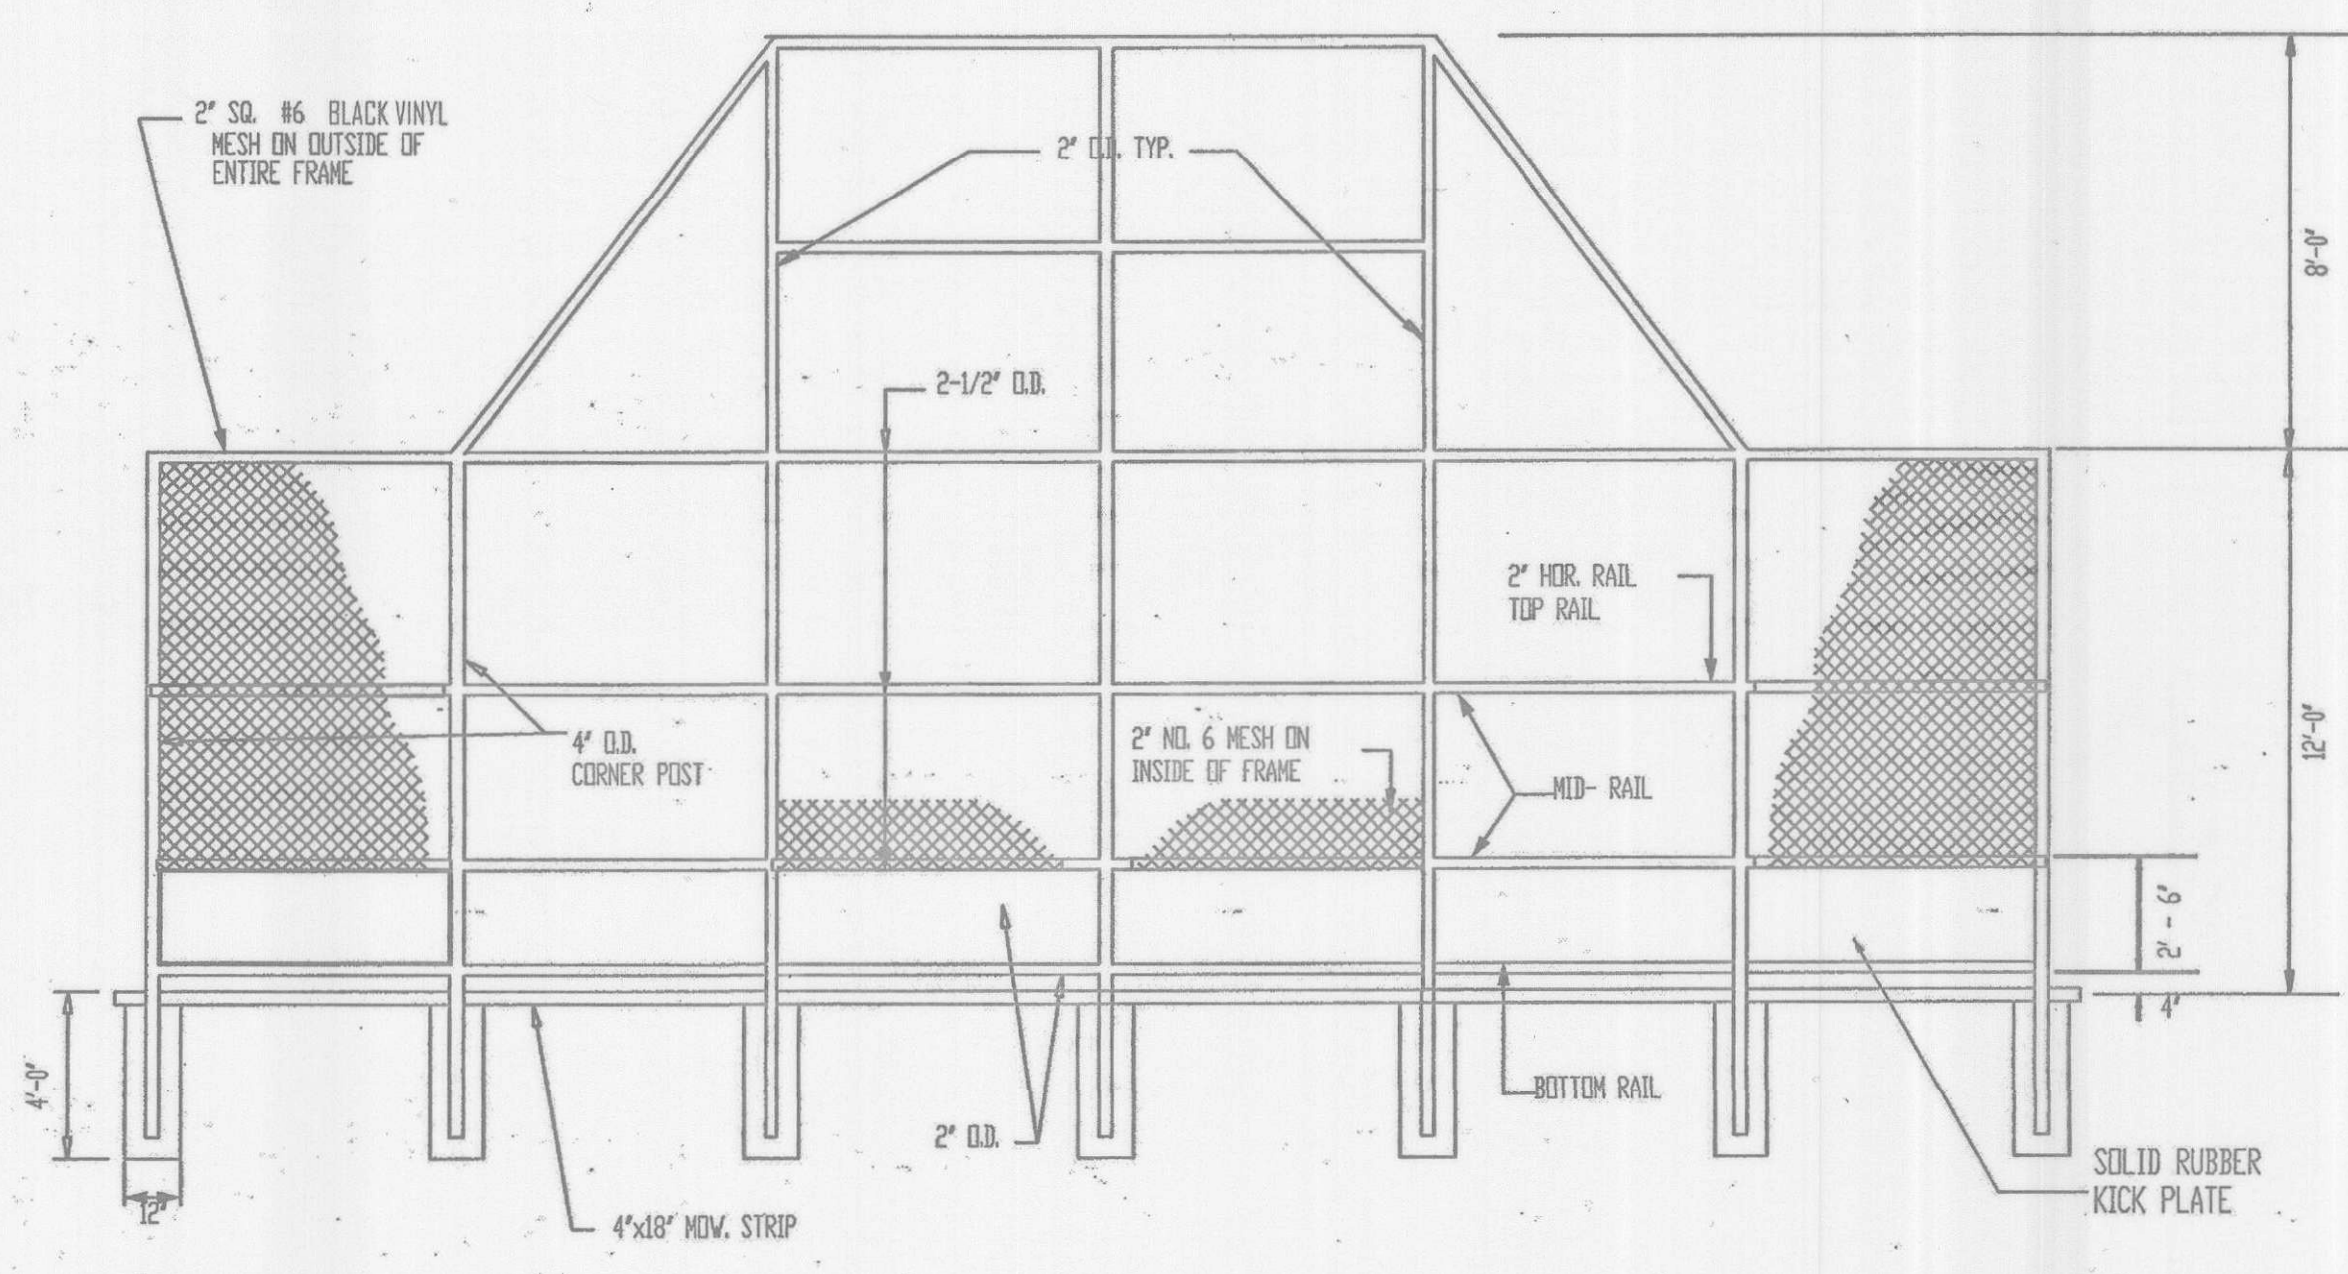 2" SQ. #6 BLACK VINYL
MESH ON OUTSIDE OF
ENTIRE FRAME
2" O.D. TYP.
8'-0"
2-1/2" O.D.
2" HOR. RAIL
TOP RAIL
4" O.D.
CORNER POST
2" NO. 6 MESH ON
INSIDE OF FRAME
MID- RAIL
12'-0"
2' - 6"
4"
4'-0"
12"
BOTTOM RAIL
2" O.D.
SOLID RUBBER
KICK PLATE
4"x18" MOW. STRIP